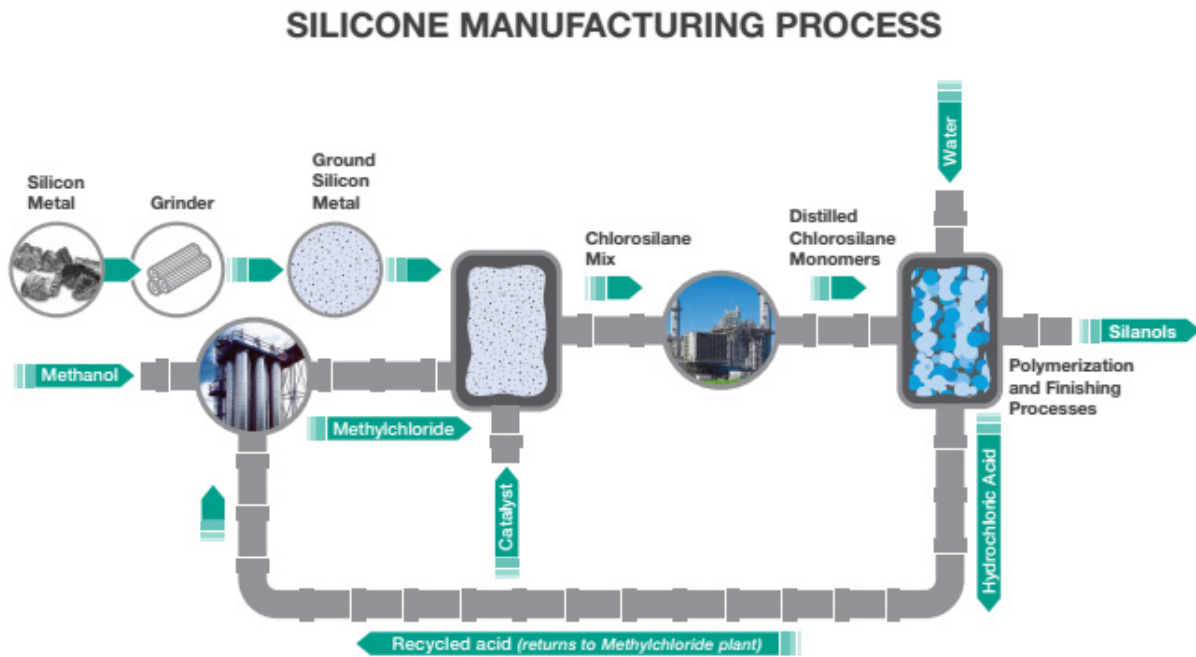 SILICONE MANUFACTURING PROCESS
Water
Silicon
Metal
Grinder
Ground
Silicon
Metal
Chlorosilane
Mix
Distilled
Chlorosilane
Monomers
Silanols
Methanol
Methylchloride
Polymerization
and Finishing
Processes
Catalyst
Hydrochloric Acid
Recycled acid (returns to Methylchloride plant)